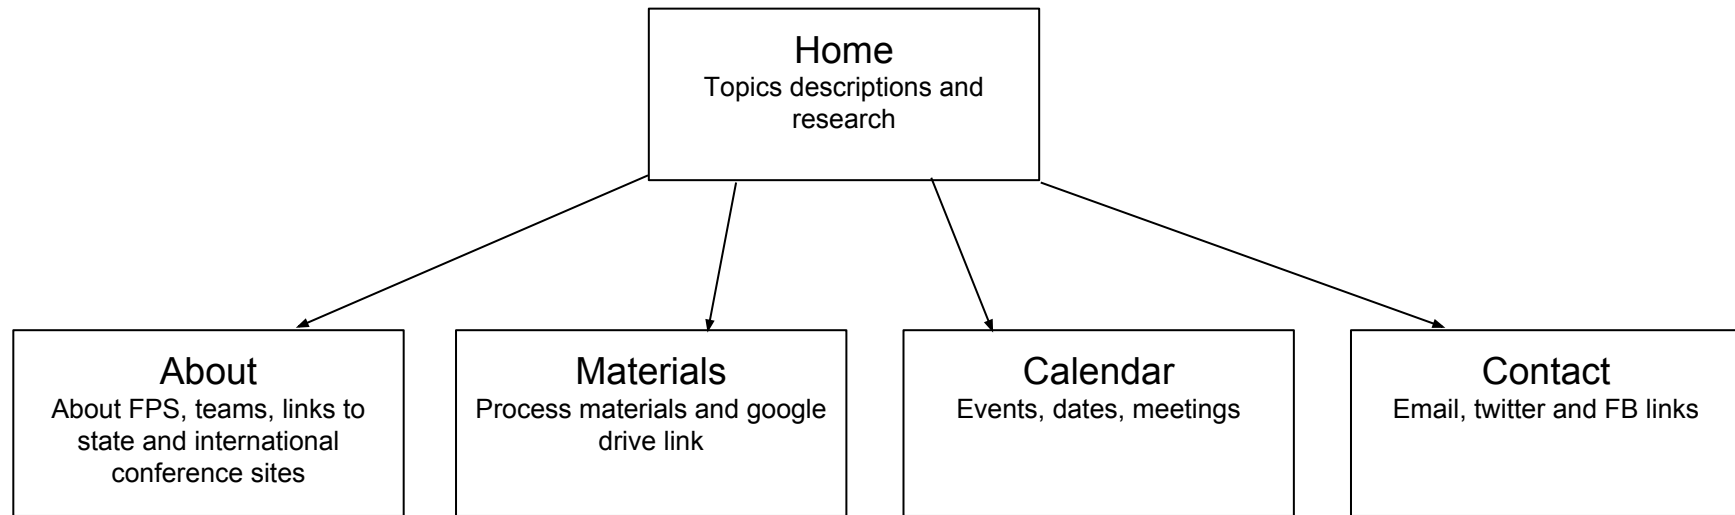 Home
Topics descriptions and
research
About
About FPS, teams, links to
state and international
conference sites
Materials
Process materials and google
drive link
Calendar
Events, dates, meetings
Contact
Email, twitter and FB links